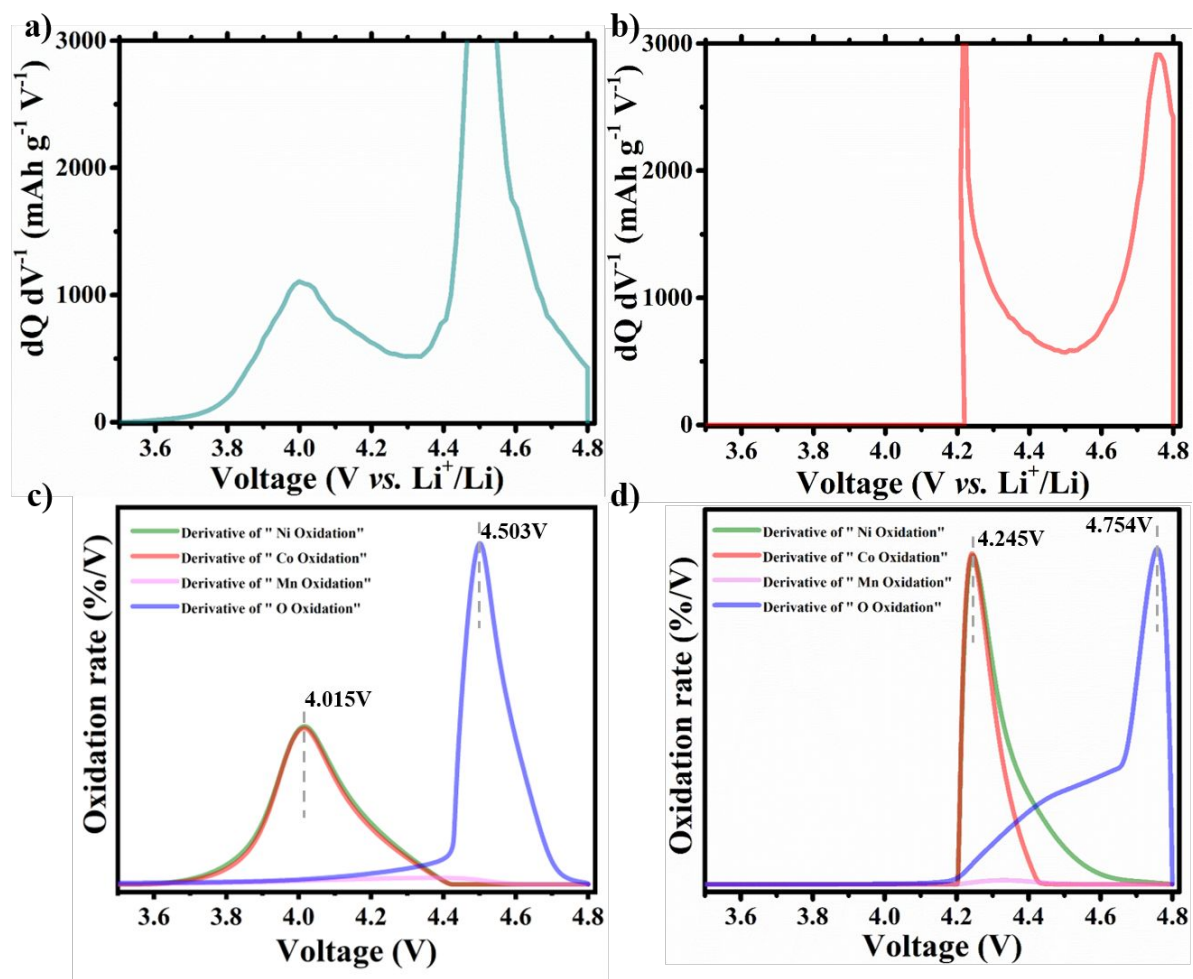 a)
3000
2000
1000
0
dQ dV⁻¹ (mAh g⁻¹ V⁻¹)
3.6 3.8 4.0 4.2 4.4 4.6 4.8
Voltage (V vs. Li⁺/Li)
b)
3000
2000
1000
0
dQ dV⁻¹ (mAh g⁻¹ V⁻¹)
3.6 3.8 4.0 4.2 4.4 4.6 4.8
Voltage (V vs. Li⁺/Li)
c)
Derivative of " Ni Oxidation"
Derivative of " Co Oxidation"
Derivative of " Mn Oxidation"
Derivative of " O Oxidation"
4.503V
4.015V
Oxidation rate (%/V)
3.6 3.8 4.0 4.2 4.4 4.6 4.8
Voltage (V)
d)
Derivative of " Ni Oxidation"
Derivative of " Co Oxidation"
Derivative of " Mn Oxidation"
Derivative of " O Oxidation"
4.245V
4.754V
Oxidation rate (%/V)
3.6 3.8 4.0 4.2 4.4 4.6 4.8
Voltage (V)